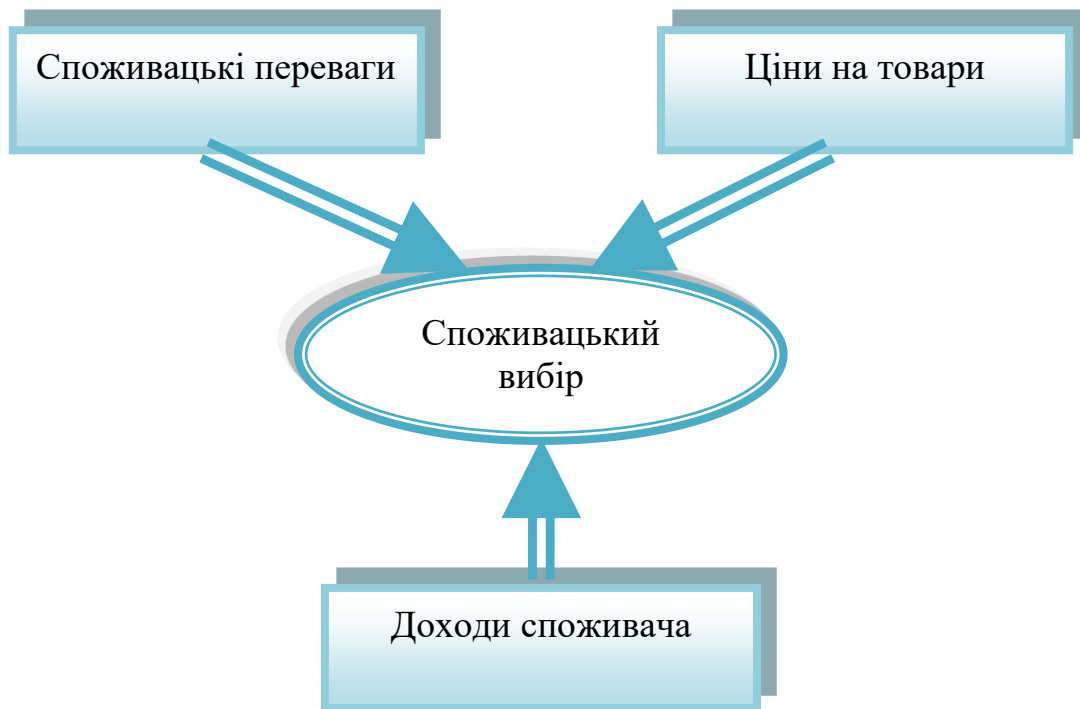 Споживацькі переваги
Ціни на товари
Споживацький
вибір
Доходи споживача